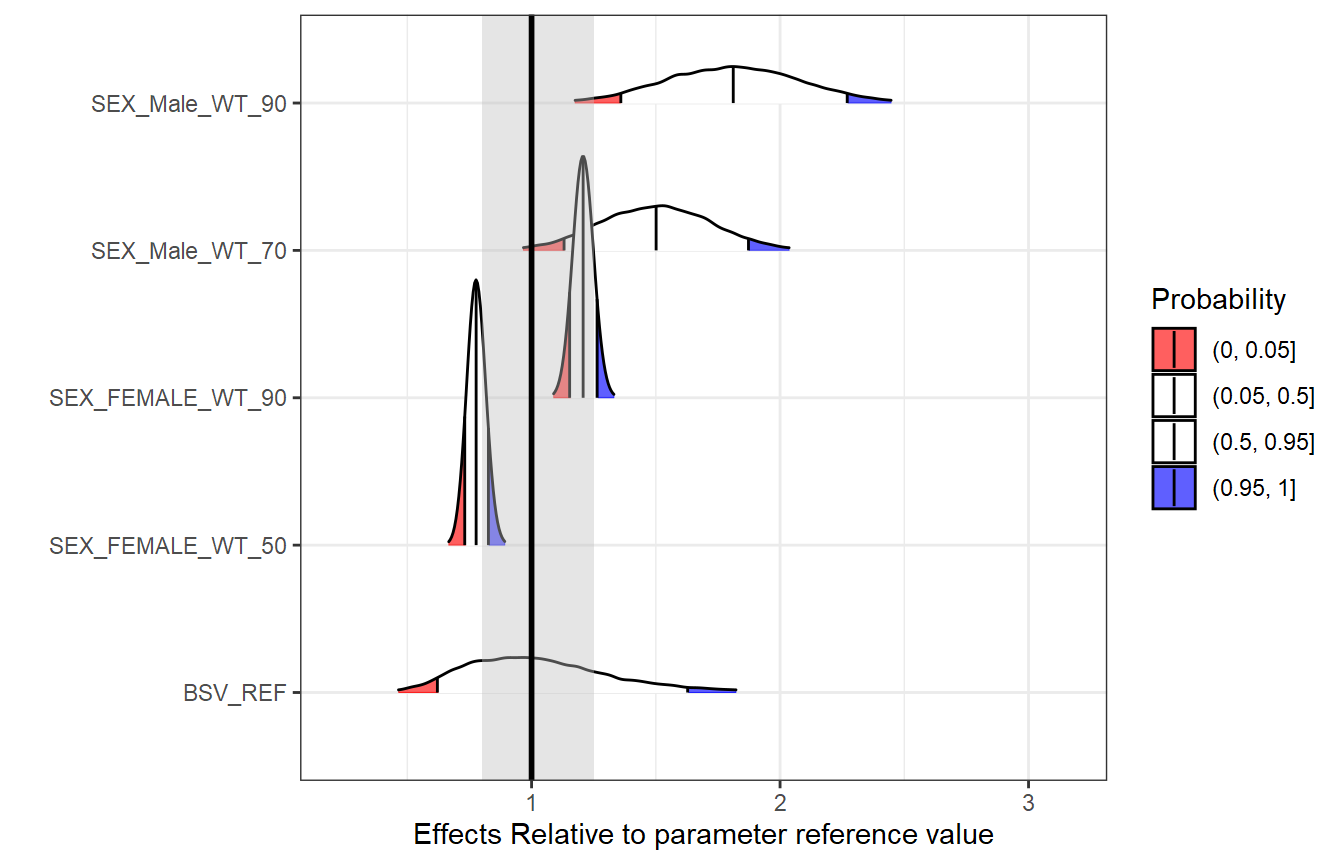 SEX_Male_WT_90
SEX_Male_WT_70
SEX_FEMALE_WT_90
SEX_FEMALE_WT_50
BSV_REF
1
2
3
Effects Relative to parameter reference value
Probability
(0, 0.05]
(0.05, 0.5]
(0.5, 0.95]
(0.95, 1]